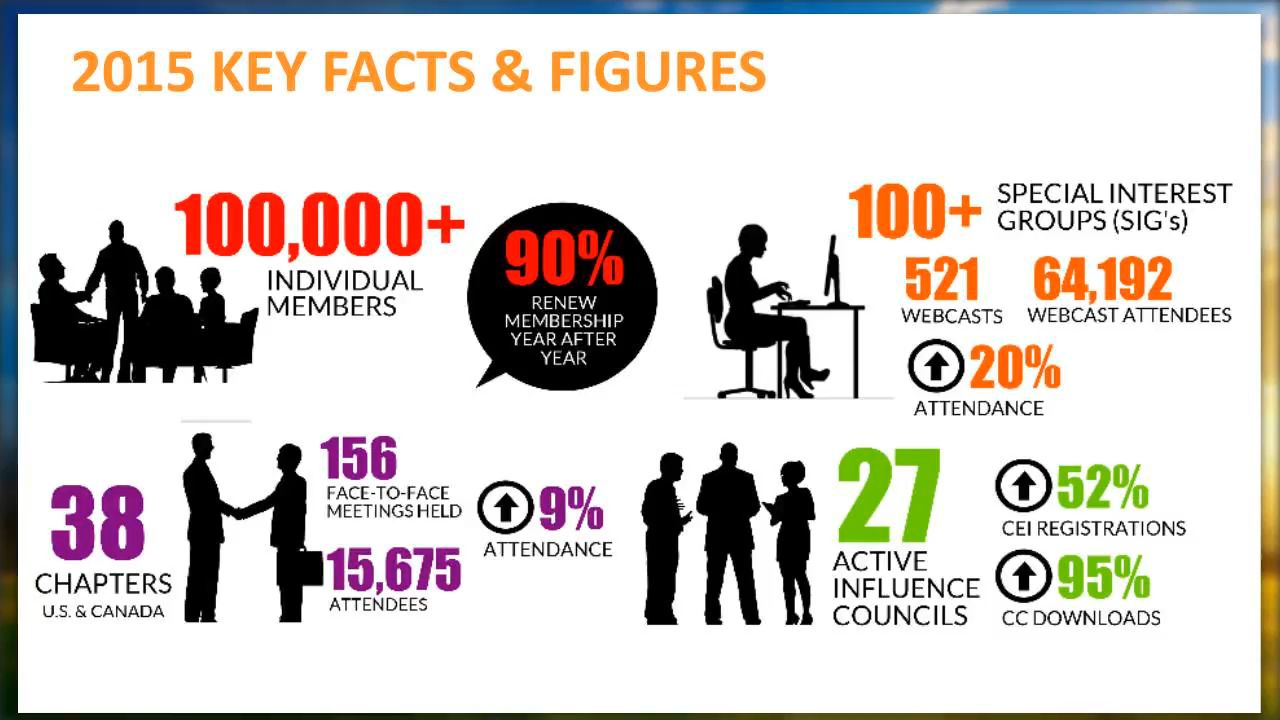 2015 KEY FACTS & FIGURES
100,000+
INDIVIDUAL
MEMBERS
90%
RENEW
MEMBERSHIP
YEAR AFTER
YEAR
100+
SPECIAL INTEREST
GROUPS (SIG's)
521
WEBCASTS
64,192
WEBCAST ATTENDEES
20%
ATTENDANCE
38
CHAPTERS
U.S. & CANADA
156
FACE-TO-FACE
MEETINGS HELD
15,675
ATTENDEES
9%
ATTENDANCE
27
ACTIVE
INFLUENCE
COUNCILS
52%
CEI REGISTRATIONS
95%
CC DOWNLOADS